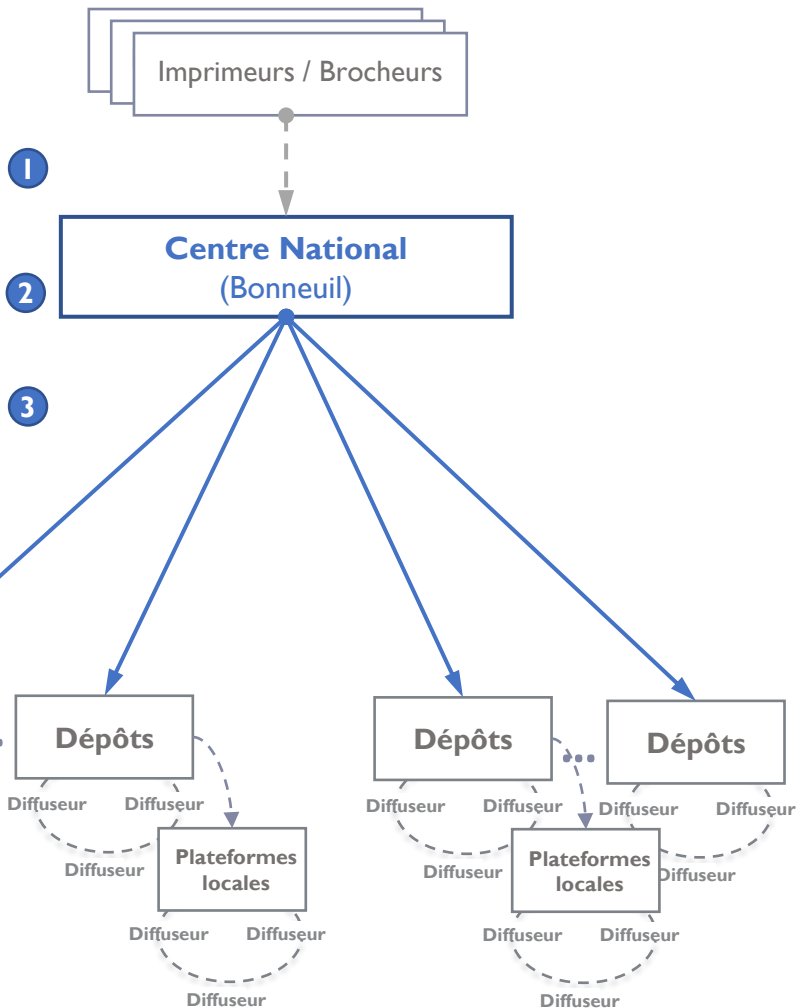 Imprimeurs / Brocheurs
1
Centre National
(Bonneuil)
2
3
Dépôts
Dépôts
Dépôts
Diffuseur
Diffuseur
Diffuseur
Diffuseur
Diffuseur
Diffuseur
Diffuseur
Diffuseur
Diffuseur
Plateformes
locales
Plateformes
locales
Diffuseur
Diffuseur
Diffuseur
Diffuseur
Diffuseur
Diffuseur